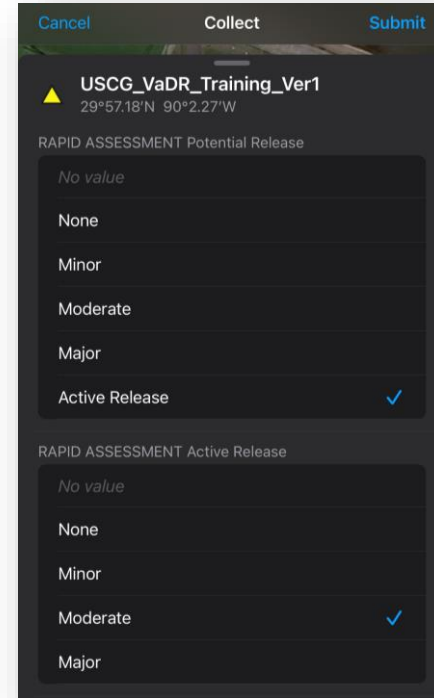 Cancel Collect Submit
USCG_VaDR_Training_Ver1
29°57.18'N 90°2.27'W
RAPID ASSESSMENT Potential Release
No value
None
Minor
Moderate
Major
Active Release
RAPID ASSESSMENT Active Release
No value
None
Minor
Moderate
Major